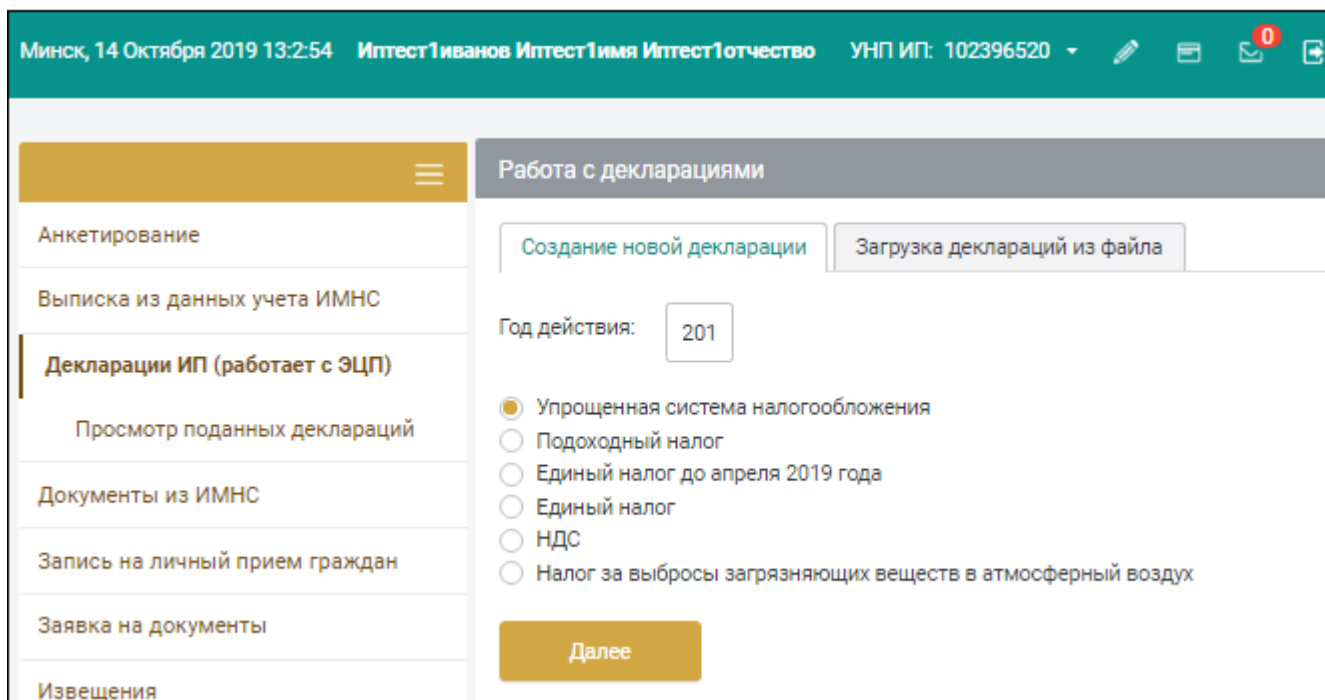 Минск, 14 Октября 2019 13:2:54 Иптест1иванов Иптест1имя Иптест1отчество УНП ИП: 102396520 0
Работа с декларациями
Анкетирование
Выписка из данных учета ИМНС
Декларации ИП (работает с ЭЦП)
Просмотр поданных деклараций
Документы из ИМНС
Запись на личный прием граждан
Заявка на документы
Извещения
Создание новой декларации Загрузка деклараций из файла
Год действия: 201
Упрощенная система налогообложения
Подоходный налог
Единый налог до апреля 2019 года
Единый налог
НДС
Налог за выбросы загрязняющих веществ в атмосферный воздух
Далее